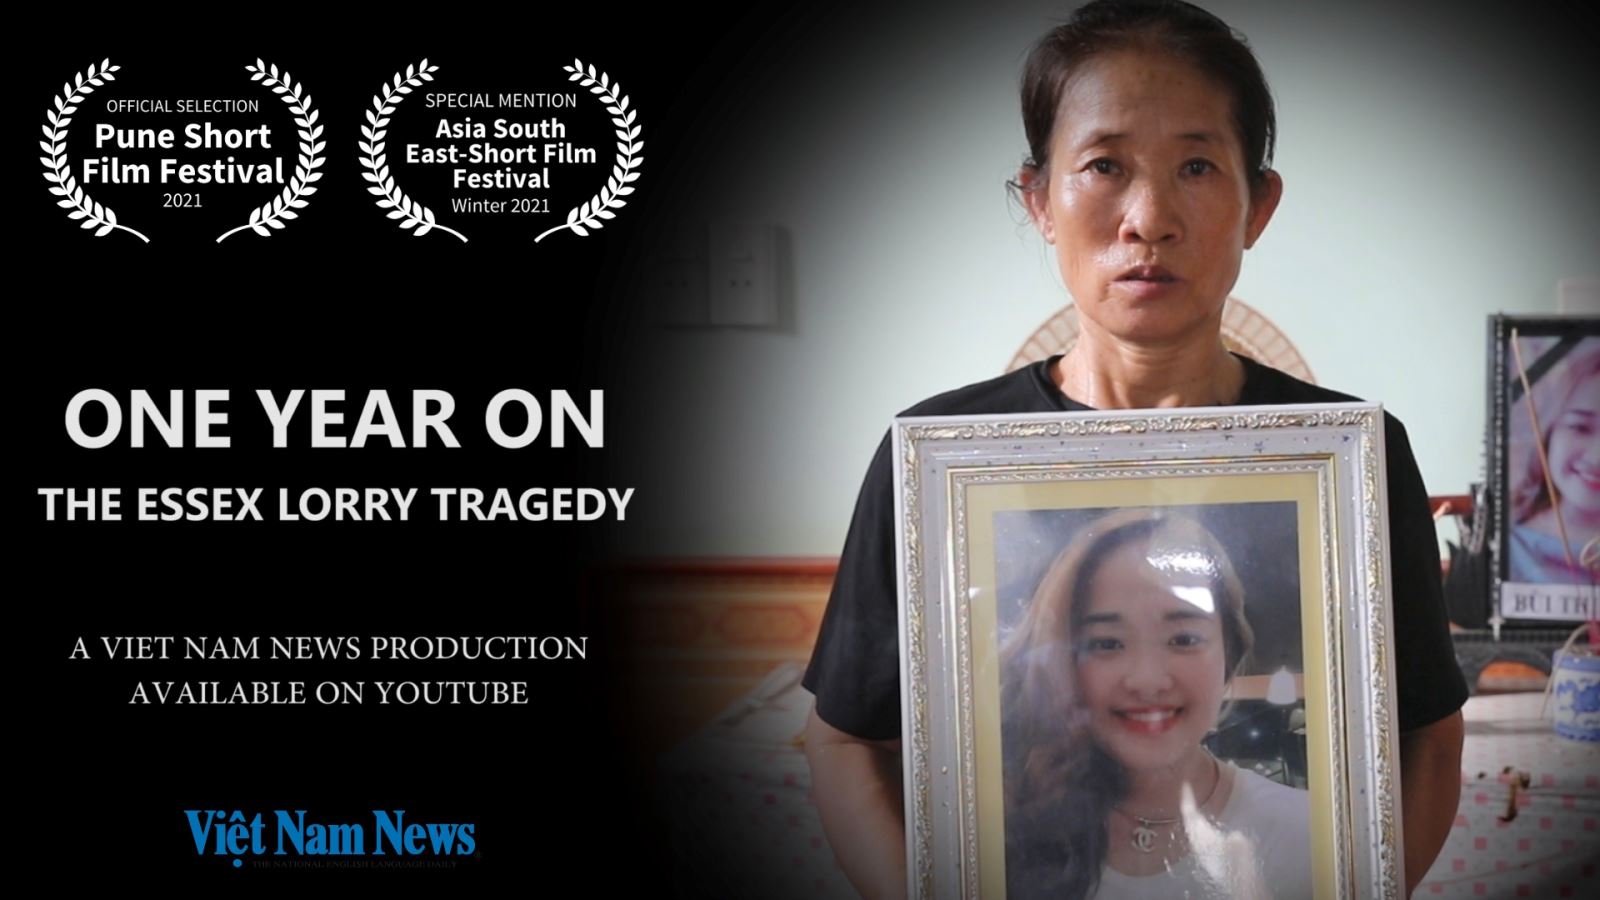 OFFICIAL SELECTION
Pune Short
Film Festival
2021
SPECIAL MENTION
Asia South
East-Short Film
Festival
Winter 2021
ONE YEAR ON
THE ESSEX LORRY TRAGEDY
A VIET NAM NEWS PRODUCTION
AVAILABLE ON YOUTUBE
Việt Nam News
THE NATIONAL ENGLISH LANGUAGE DAILY
BÙI TH